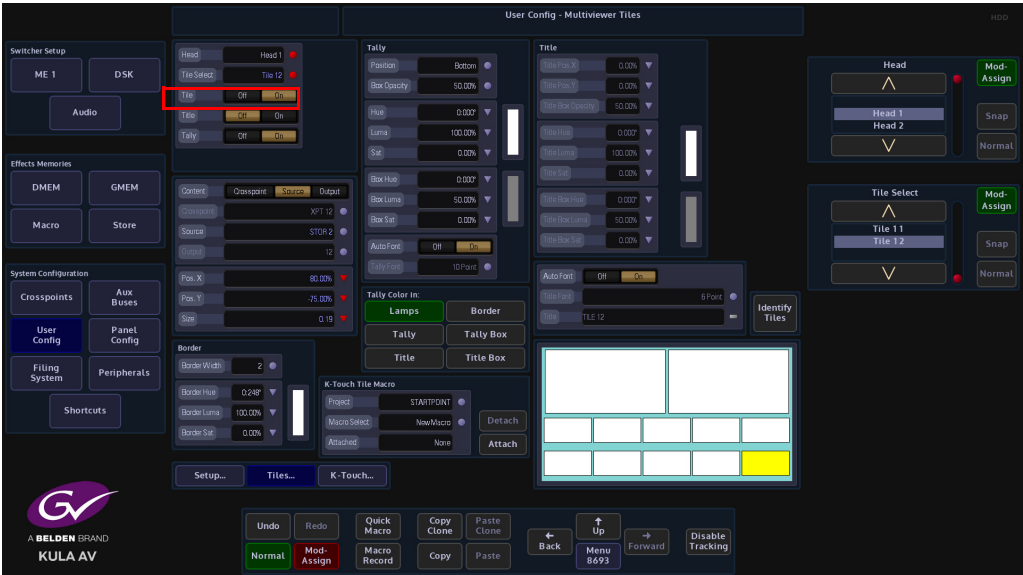 User Config - Multiviewer Tiles
HDD
Switcher Setup
ME 1
DSK
Audio
Effects Memories
DMEM
GMEM
Macro
Store
System Configuration
Crosspoints
Aux
Buses
User
Config
Panel
Config
Filing
System
Peripherals
Shortcuts
Head Head 1
Tile Select Tile 12
Tile Off On
Title Off On
Tally Off On
Content Crosspoint Source Output
Crosspoint XPT 12
Source STOR 2
Output 12
Pos. X 80.00%
Pos. Y -75.00%
Size 0.19
Border
Border Width 2
Border Hue 0.248°
Border Luma 100.00%
Border Sat 0.00%
Tally
Position Bottom
Box Opacity 50.00%
Hue 0.000°
Luma 100.00%
Sat 0.00%
Box Hue 0.000°
Box Luma 50.00%
Box Sat 0.00%
Auto Font Off On
Tally Font 10 Point
Tally Color In:
Lamps
Border
Tally
Tally Box
Title
Title Box
K-Touch Tile Macro
Project STARTPOINT
Macro Select NewMacro
Attached None
Detach
Attach
Title
Title Pos.X 0.00%
Title Pos.Y 0.00%
Title Box Opacity 50.00%
Title Hue 0.000°
Title Luma 100.00%
Title Sat 0.00%
Title Box Hue 0.000°
Title Box Luma 50.00%
Title Box Sat 0.00%
Auto Font Off On
Title Font 6 Point
Title TILE 12
Identify
Tiles
Head
Head 1
Head 2
Mod-
Assign
Snap
Normal
Tile Select
Tile 11
Tile 12
Mod-
Assign
Snap
Normal
Setup...
Tiles...
K-Touch...
GV
A BELDEN BRAND
KULA AV
Undo
Redo
Normal
Mod-
Assign
Quick
Macro
Macro
Record
Copy
Clone
Paste
Clone
Copy
Paste
Back
Up
Menu
8693
Forward
Disable
Tracking